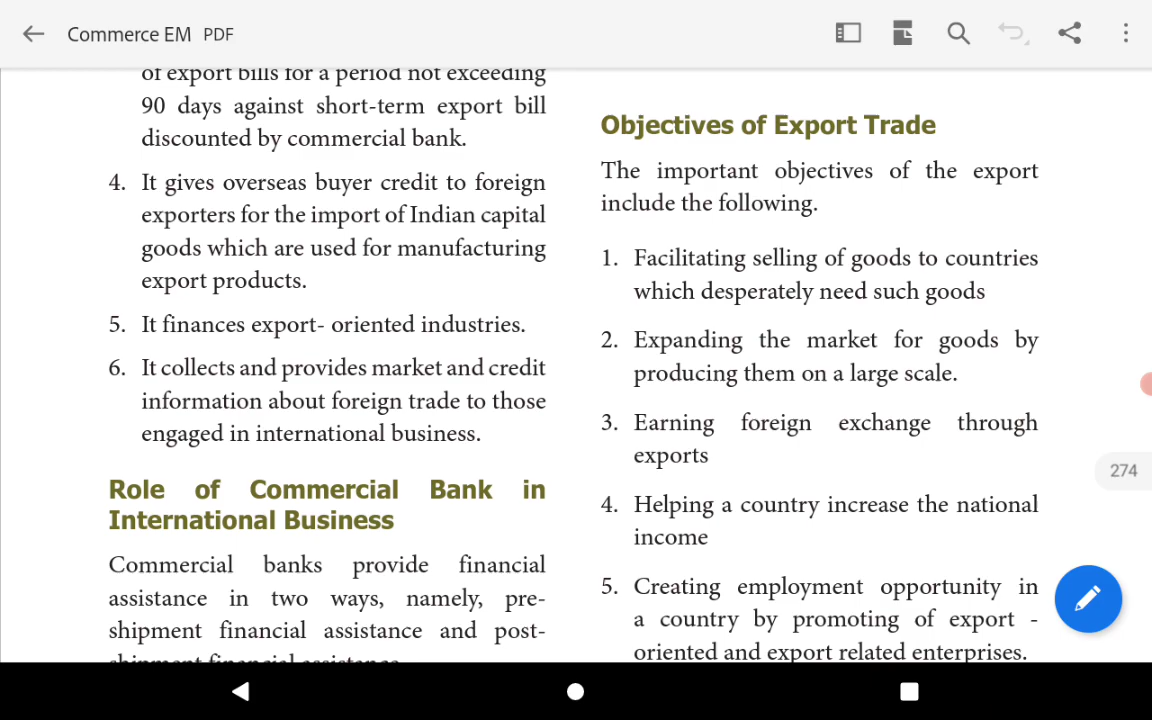 Commerce EM PDF
of export bills for a period not exceeding
90 days against short-term export bill
discounted by commercial bank.
4. It gives overseas buyer credit to foreign
exporters for the import of Indian capital
goods which are used for manufacturing
export products.
5. It finances export- oriented industries.
6. It collects and provides market and credit
information about foreign trade to those
engaged in international business.
Role of Commercial Bank in
International Business
Commercial banks provide financial
assistance in two ways, namely, pre-
shipment financial assistance and post-
shipment financial assistance
Objectives of Export Trade
The important objectives of the export
include the following.
1. Facilitating selling of goods to countries
which desperately need such goods
2. Expanding the market for goods by
producing them on a large scale.
3. Earning foreign exchange through
exports
4. Helping a country increase the national
income
5. Creating employment opportunity in
a country by promoting of export -
oriented and export related enterprises.
274